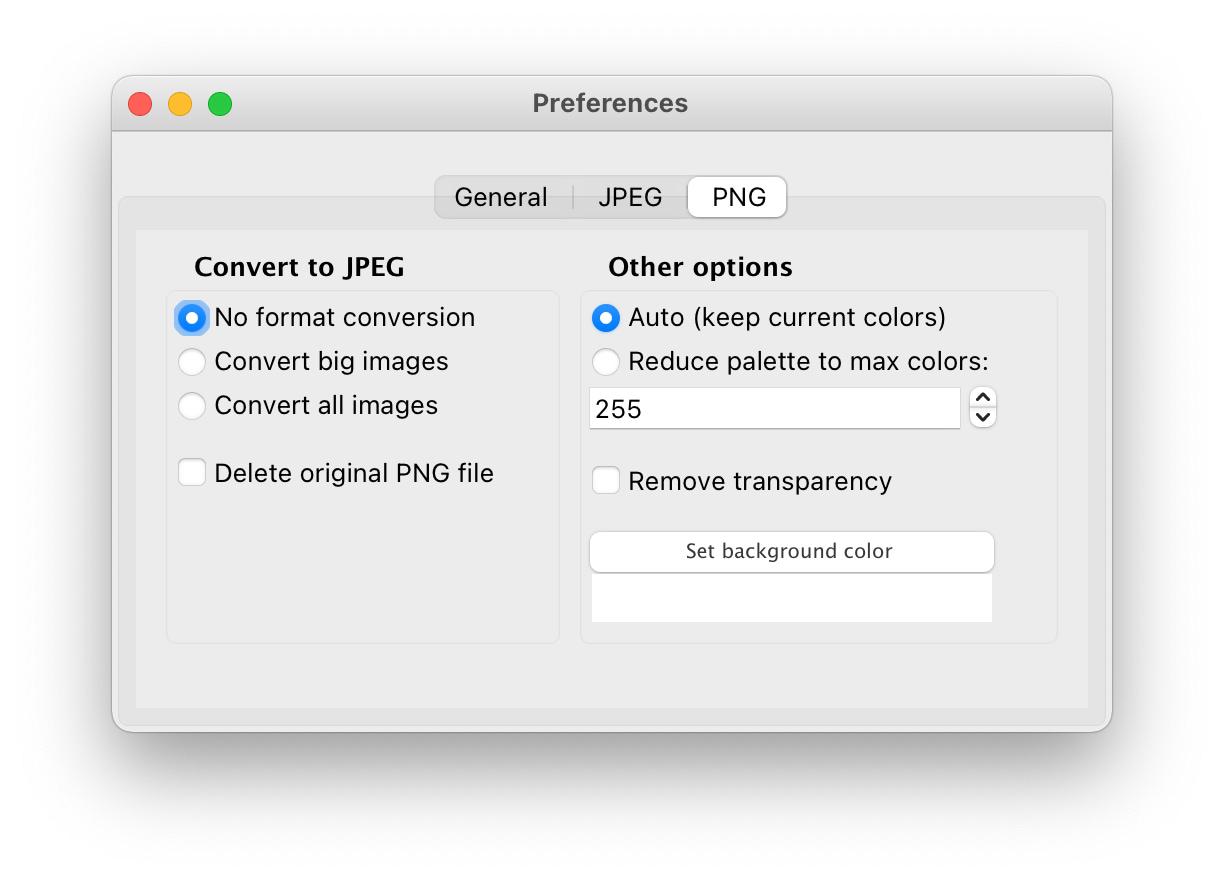 Preferences
General
JPEG
PNG
Convert to JPEG
No format conversion
Convert big images
Convert all images
Delete original PNG file
Other options
Auto (keep current colors)
Reduce palette to max colors:
255
Remove transparency
Set background color